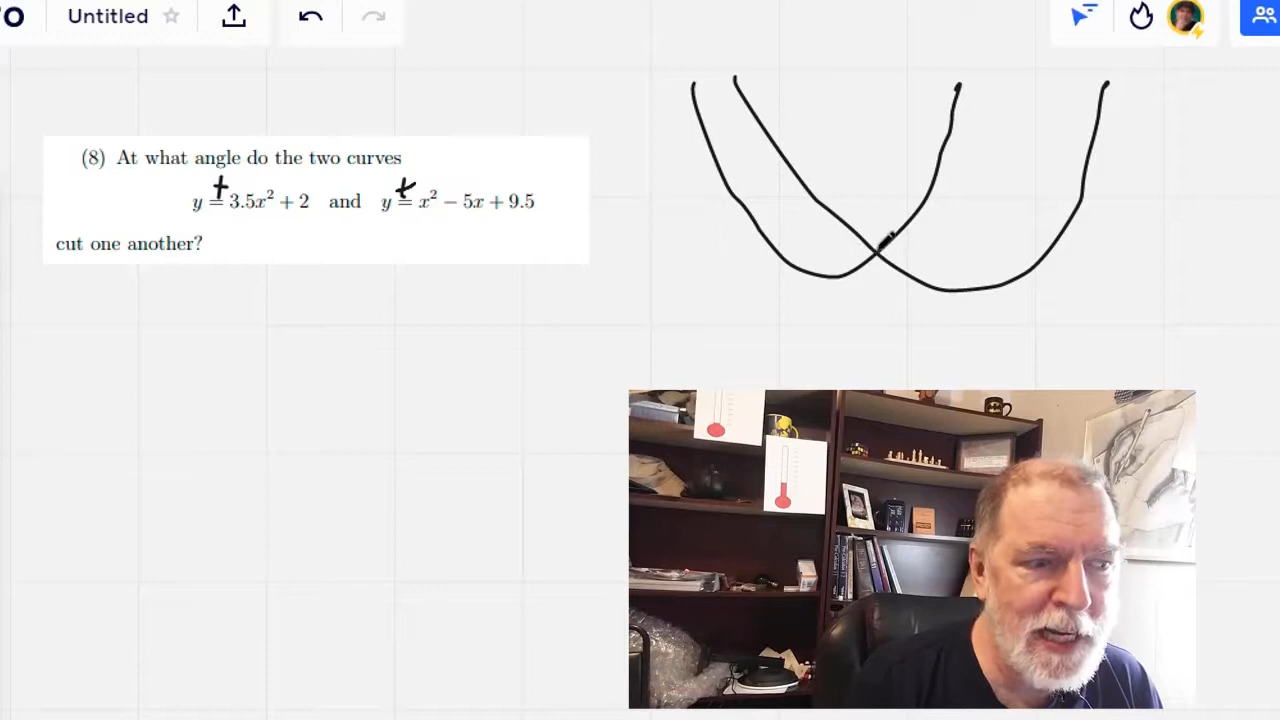 Untitled
(8) At what angle do the two curves
y = 3.5x² + 2 and y = x² − 5x + 9.5
+ +
cut one another?